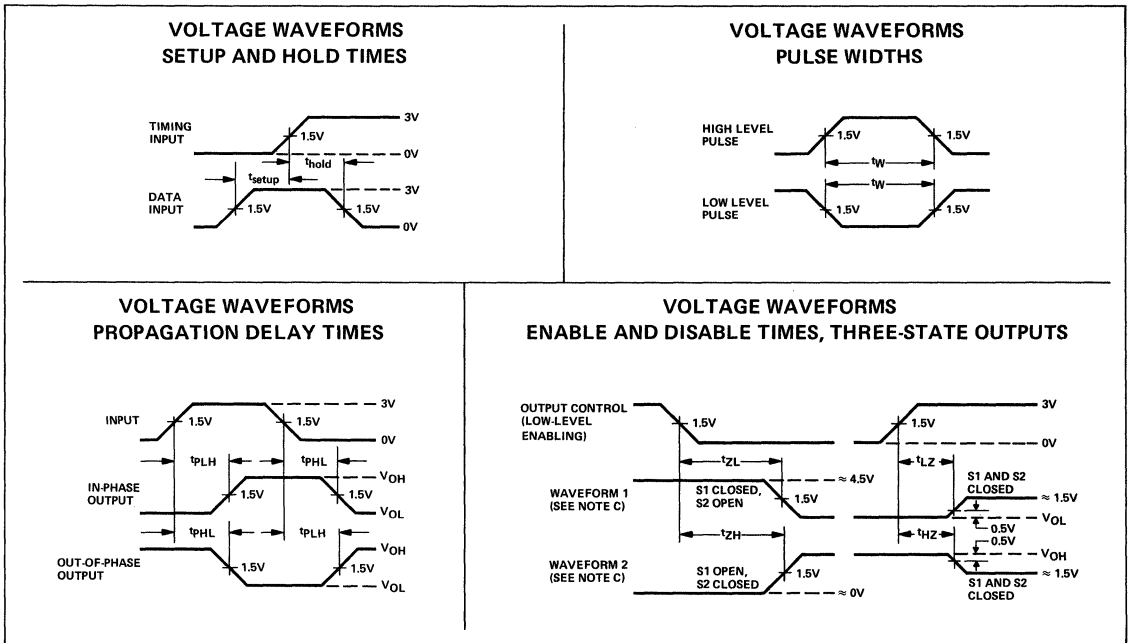 VOLTAGE WAVEFORMS
SETUP AND HOLD TIMES
TIMING
INPUT
3V
1.5V
0V
thold
tsetup
DATA
INPUT
3V
1.5V
1.5V
0V
VOLTAGE WAVEFORMS
PULSE WIDTHS
HIGH LEVEL
PULSE
1.5V
1.5V
tW
tW
LOW LEVEL
PULSE
1.5V
1.5V
VOLTAGE WAVEFORMS
PROPAGATION DELAY TIMES
INPUT
3V
1.5V
1.5V
0V
tPLH
tPHL
IN-PHASE
OUTPUT
VOH
1.5V
1.5V
VOL
tPHL
tPLH
OUT-OF-PHASE
OUTPUT
VOH
1.5V
1.5V
VOL
VOLTAGE WAVEFORMS
ENABLE AND DISABLE TIMES, THREE-STATE OUTPUTS
OUTPUT CONTROL
(LOW-LEVEL
ENABLING)
1.5V
3V
1.5V
0V
tZL
tLZ
WAVEFORM 1
(SEE NOTE C)
S1 CLOSED,
S2 OPEN
≈ 4.5V
1.5V
S1 AND S2
CLOSED
≈ 1.5V
VOL
0.5V
tZH
tHZ
0.5V
VOH
WAVEFORM 2
(SEE NOTE C)
S1 OPEN,
S2 CLOSED
1.5V
≈ 0V
≈ 1.5V
S1 AND S2
CLOSED